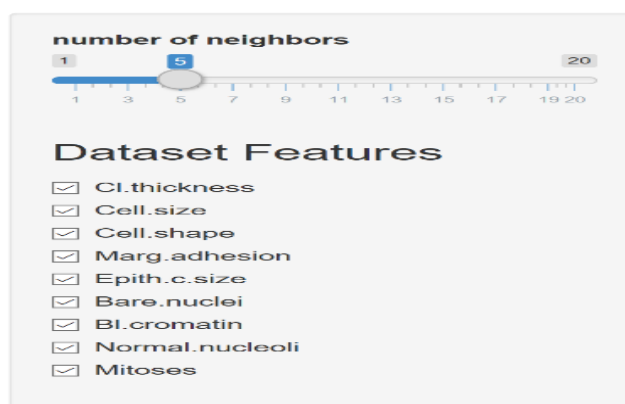 number of neighbors
1 5 20
1 3 5 7 9 11 13 15 17 19 20
Dataset Features
Cl.thickness
Cell.size
Cell.shape
Marg.adhesion
Epith.c.size
Bare.nuclei
Bl.cromatin
Normal.nucleoli
Mitoses